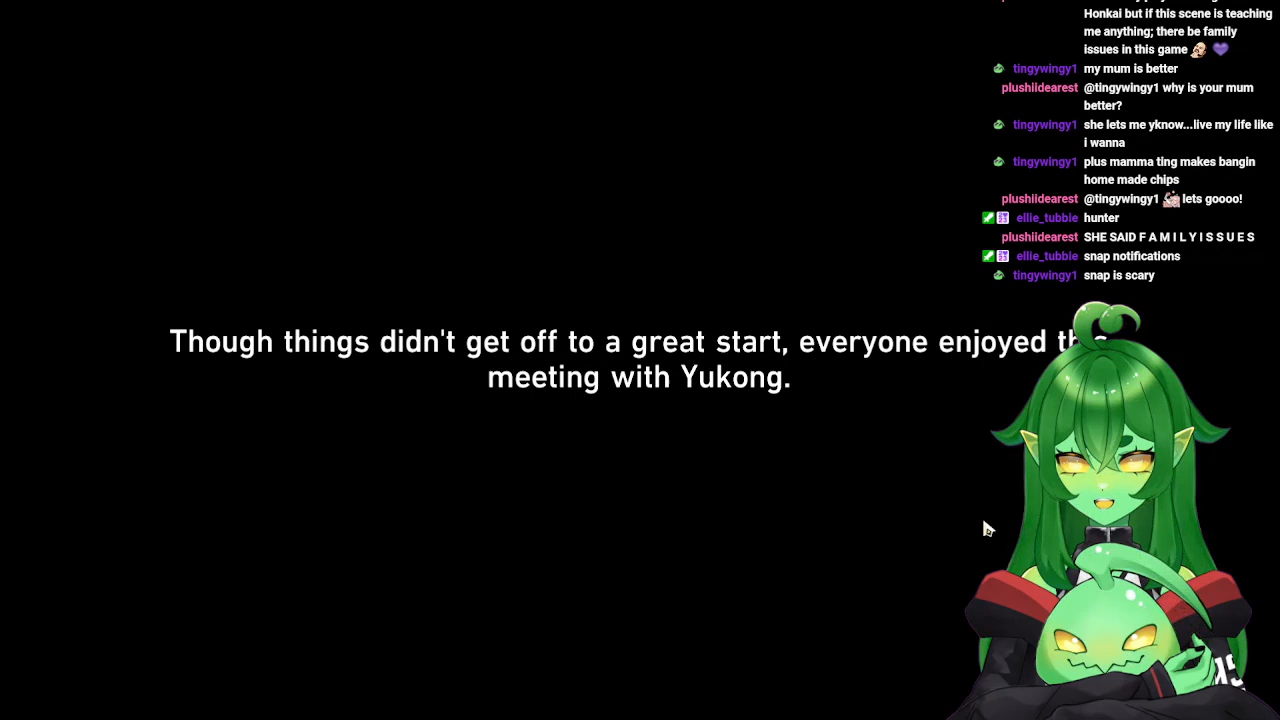 Honkai but if this scene is teaching
me anything; there be family
issues in this game
tingywingy1 my mum is better
plushiidearest @tingywingy1 why is your mum
better?
tingywingy1 she lets me yknow...live my life like
i wanna
tingywingy1 plus mamma ting makes bangin
home made chips
plushiidearest @tingywingy1 lets goooo!
ellie_tubbie hunter
plushiidearest SHE SAID F A M I L Y I S S U E S
ellie_tubbie snap notifications
tingywingy1 snap is scary
Though things didn't get off to a great start, everyone enjoyed this
meeting with Yukong.